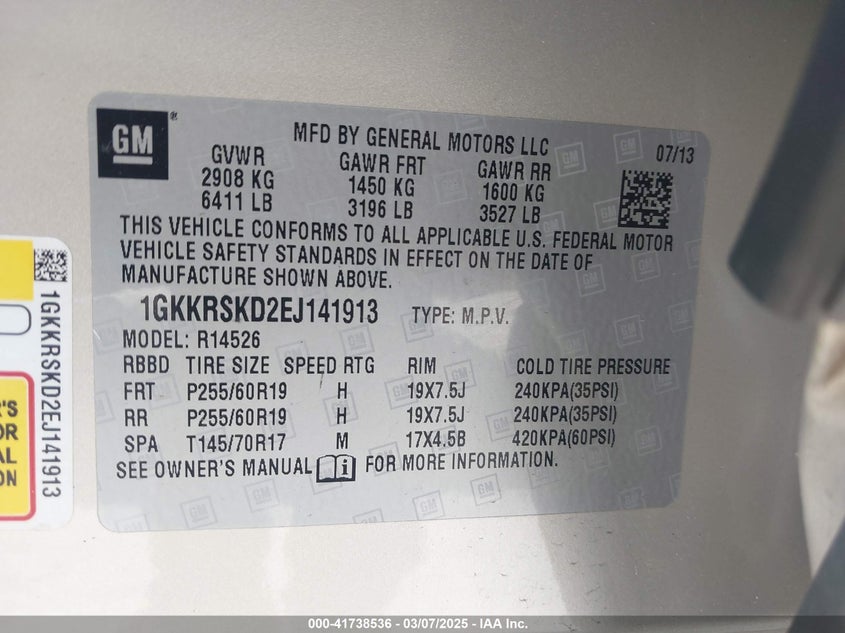 GM®
MFD BY GENERAL MOTORS LLC
07/13
GVWR GAWR FRT GAWR RR
2908 KG 1450 KG 1600 KG
6411 LB 3196 LB 3527 LB
THIS VEHICLE CONFORMS TO ALL APPLICABLE U.S. FEDERAL MOTOR
VEHICLE SAFETY STANDARDS IN EFFECT ON THE DATE OF
MANUFACTURE SHOWN ABOVE.
1GKKRSKD2EJ141913 TYPE: M.P.V.
MODEL: R14526
RBBD TIRE SIZE SPEED RTG RIM COLD TIRE PRESSURE
FRT P255/60R19 H 19X7.5J 240KPA(35PSI)
RR P255/60R19 H 19X7.5J 240KPA(35PSI)
SPA T145/70R17 M 17X4.5B 420KPA(60PSI)
SEE OWNER'S MANUAL FOR MORE INFORMATION.
1GKKRSKD2EJ141913
000-41738536 - 03/07/2025 - IAA Inc.